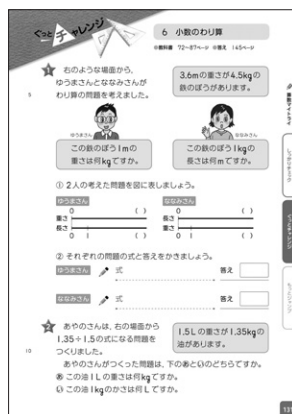 ぐっとチャレンジ
6 小数のわり算
教科書 72~87ページ 答え 145ページ
1 右のような場面から、
ゆうまさんとななみさんが
わり算の問題を考えました。
3.6mの重さが4.5kgの
鉄のぼうがあります。
ゆうまさん
ななみさん
この鉄のぼう1mの
重さは何kgですか。
この鉄のぼう1kgの
長さは何mですか。
① 2人の考えた問題を図に表しましょう。
ゆうまさん
ななみさん
0 ( )
重さ
長さ
0 1 ( )
0 ( )
長さ
重さ
0 1 ( )
② それぞれの問題の式と答えをかきましょう。
ゆうまさん 式 答え
ななみさん 式 答え
2 あやのさんは、右の場面から
1.35÷1.5の式になる問題を
つくりました。
1.5Lの重さが1.35kgの
油があります。
あやのさんがつくった問題は、下のあといのどちらですか。
あ この油1Lの重さは何kgですか。
い この油1kgのかさは何Lですか。
5
10
131